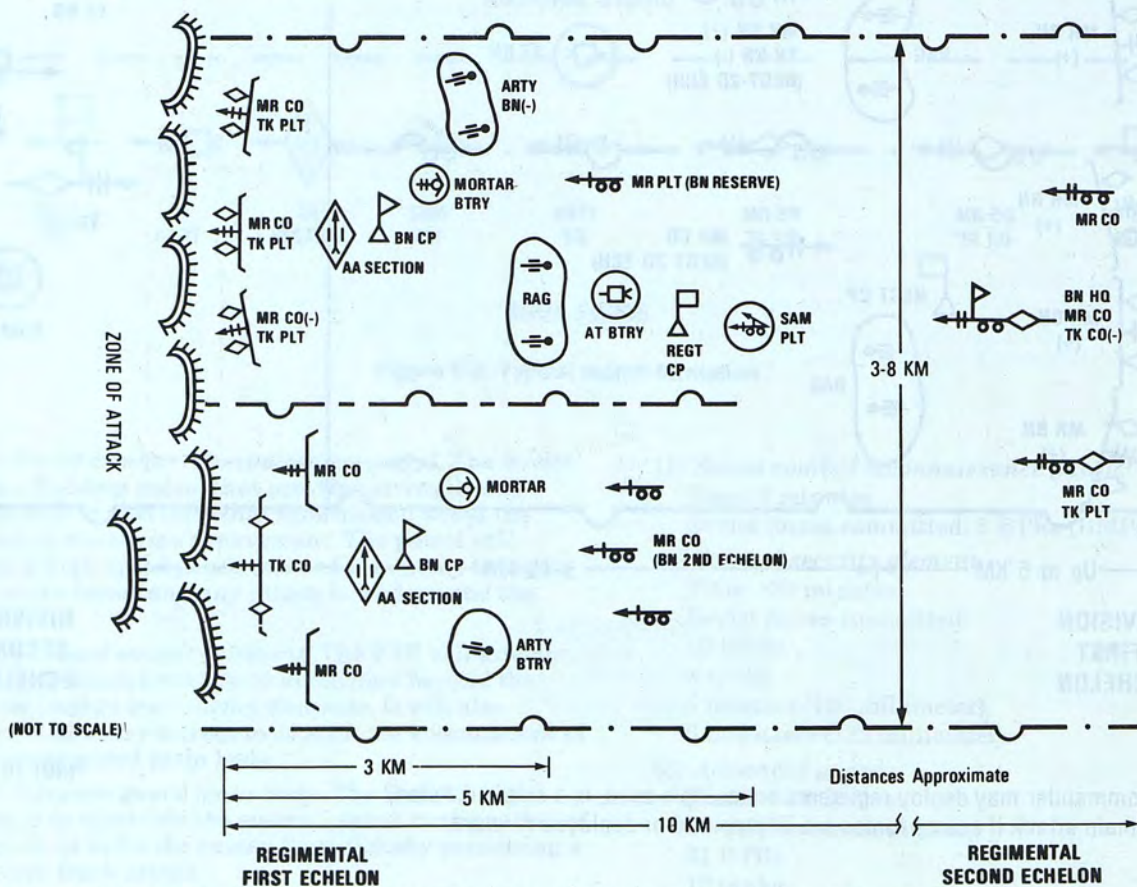 MR CO
TK PLT
ARTY
BN(-)
MORTAR
BTRY
MR PLT (BN RESERVE)
MR CO
MR CO
TK PLT
BN CP
AA SECTION
RAG
AT BTRY
REGT
CP
SAM
PLT
BN HQ
MR CO
TK CO(-)
MR CO(-)
TK PLT
ZONE OF ATTACK
3-8 KM
MR CO
MORTAR
MR CO
TK PLT
TK CO
BN CP
AA SECTION
MR CO
(BN 2ND ECHELON)
MR CO
ARTY
BTRY
(NOT TO SCALE)
3 KM
Distances Approximate
5 KM
10 KM
REGIMENTAL
FIRST ECHELON
REGIMENTAL
SECOND ECHELON